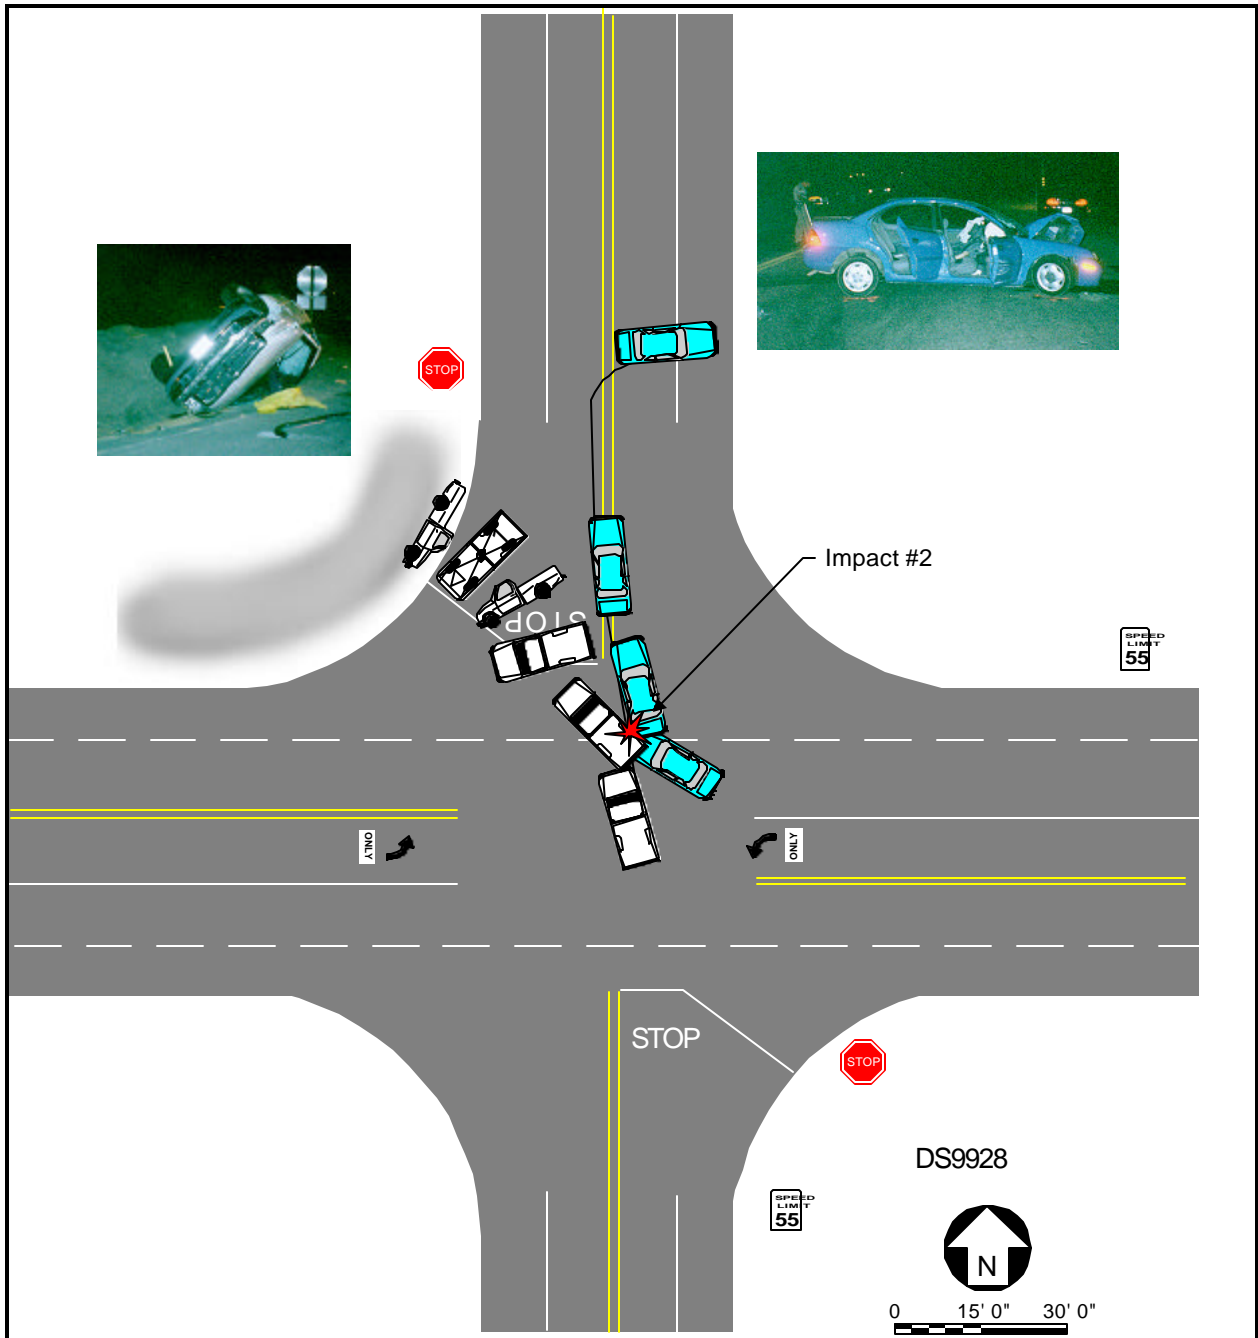 STOP
Impact #2
STOP
SPEED
LIMIT
55
ONLY
ONLY
STOP
STOP
DS9928
SPEED
LIMIT
55
N
0 15' 0" 30' 0"